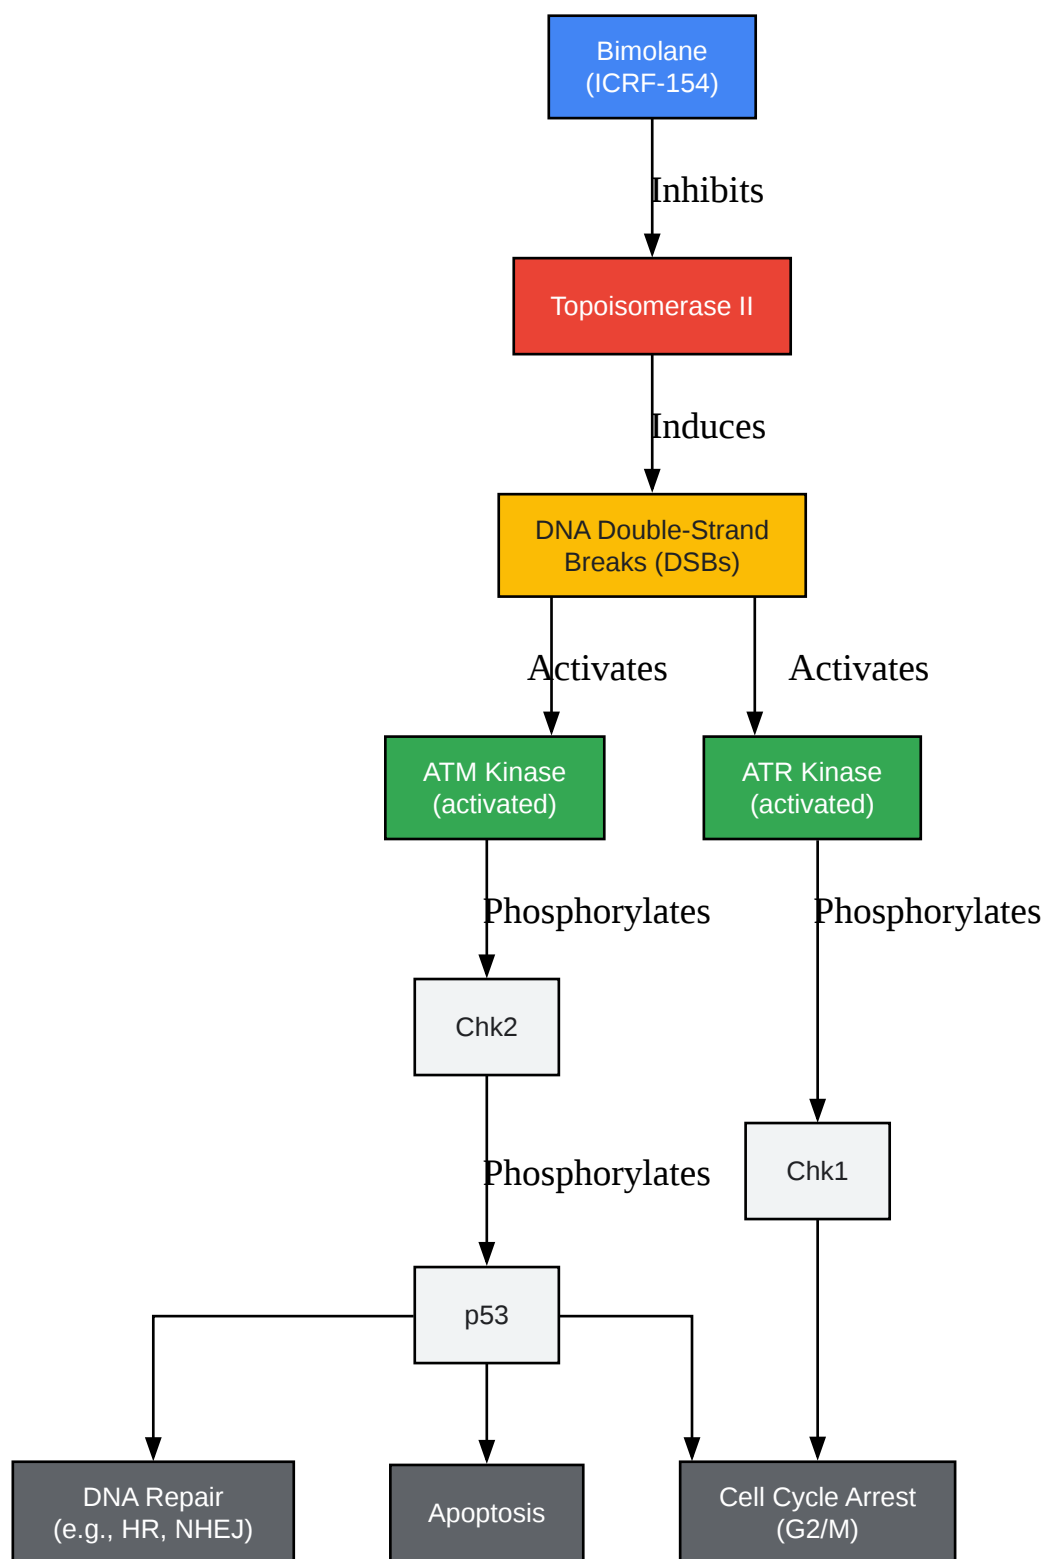 Bimolane
(ICRF-154)
Inhibits
Topoisomerase II
Induces
DNA Double-Strand
Breaks (DSBs)
Activates
Activates
ATM Kinase
(activated)
ATR Kinase
(activated)
Phosphorylates
Phosphorylates
Chk2
Chk1
Phosphorylates
p53
DNA Repair
(e.g., HR, NHEJ)
Apoptosis
Cell Cycle Arrest
(G2/M)